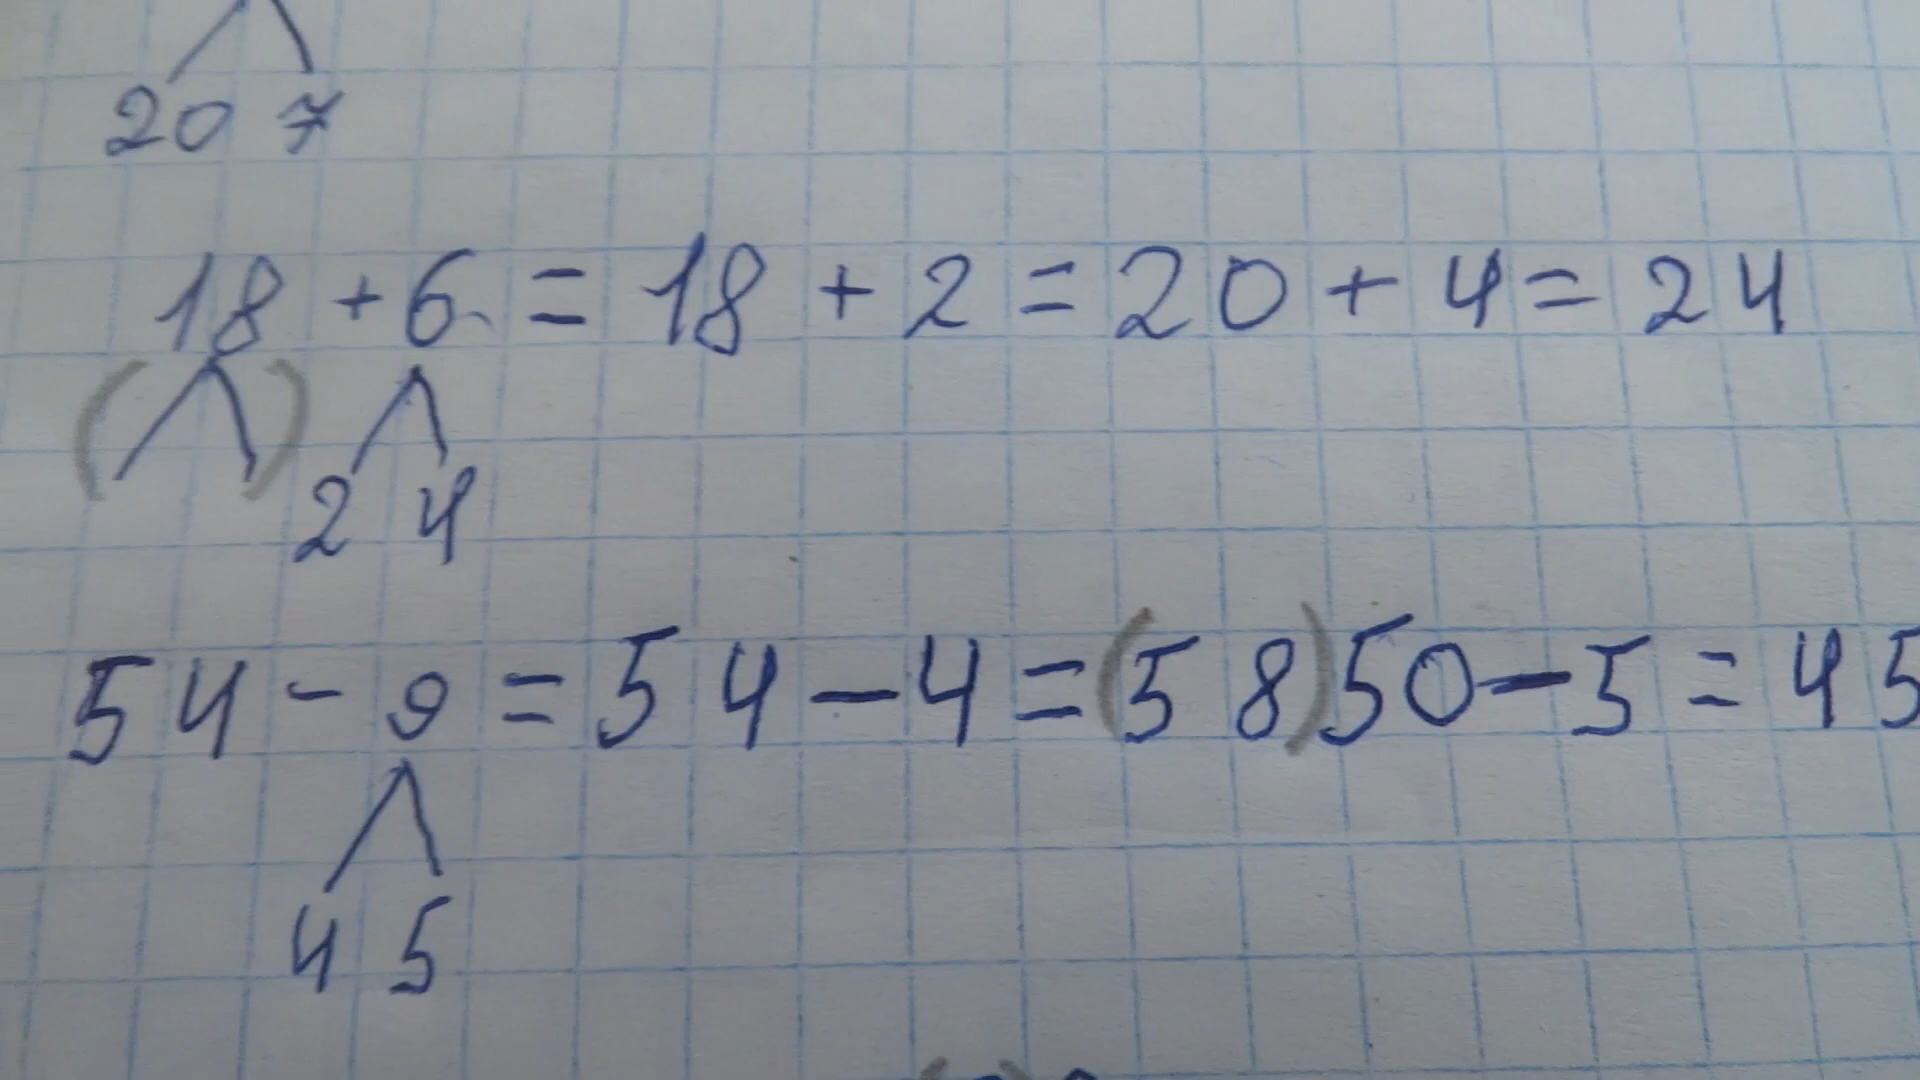 20 7
18 + 6 = 18 + 2 = 20 + 4 = 24
2 4
54 - 9 = 54 - 4 = (58) 50 - 5 = 45
4 5